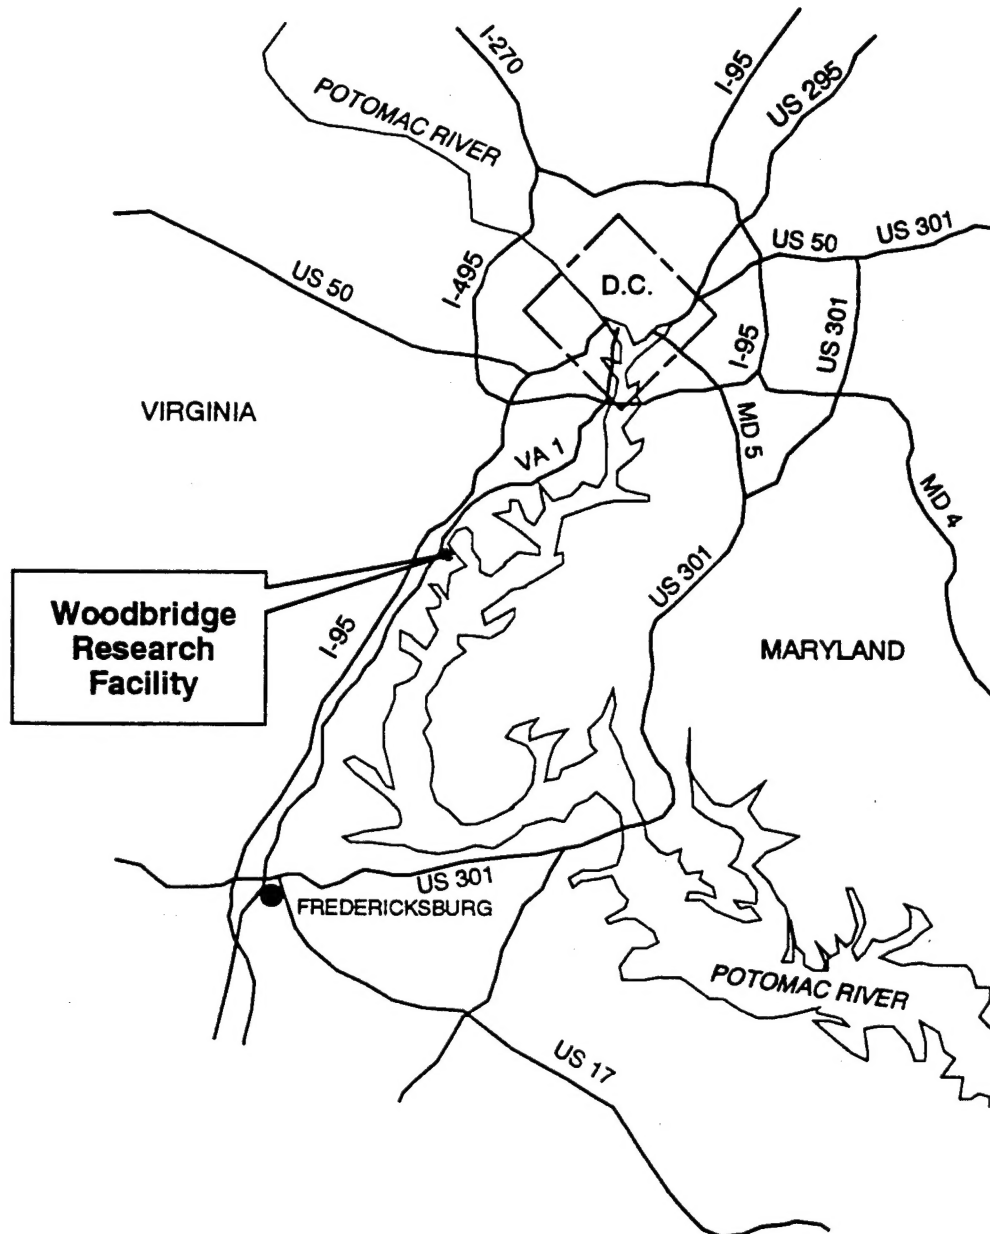 I-270
I-95
US 295
POTOMAC RIVER
US 50
US 301
US 50
I-495
D.C.
I-95
US 301
VIRGINIA
MD 5
VA 1
MD 4
US 301
Woodbridge
Research
Facility
I-95
MARYLAND
US 301
FREDERICKSBURG
POTOMAC RIVER
US 17